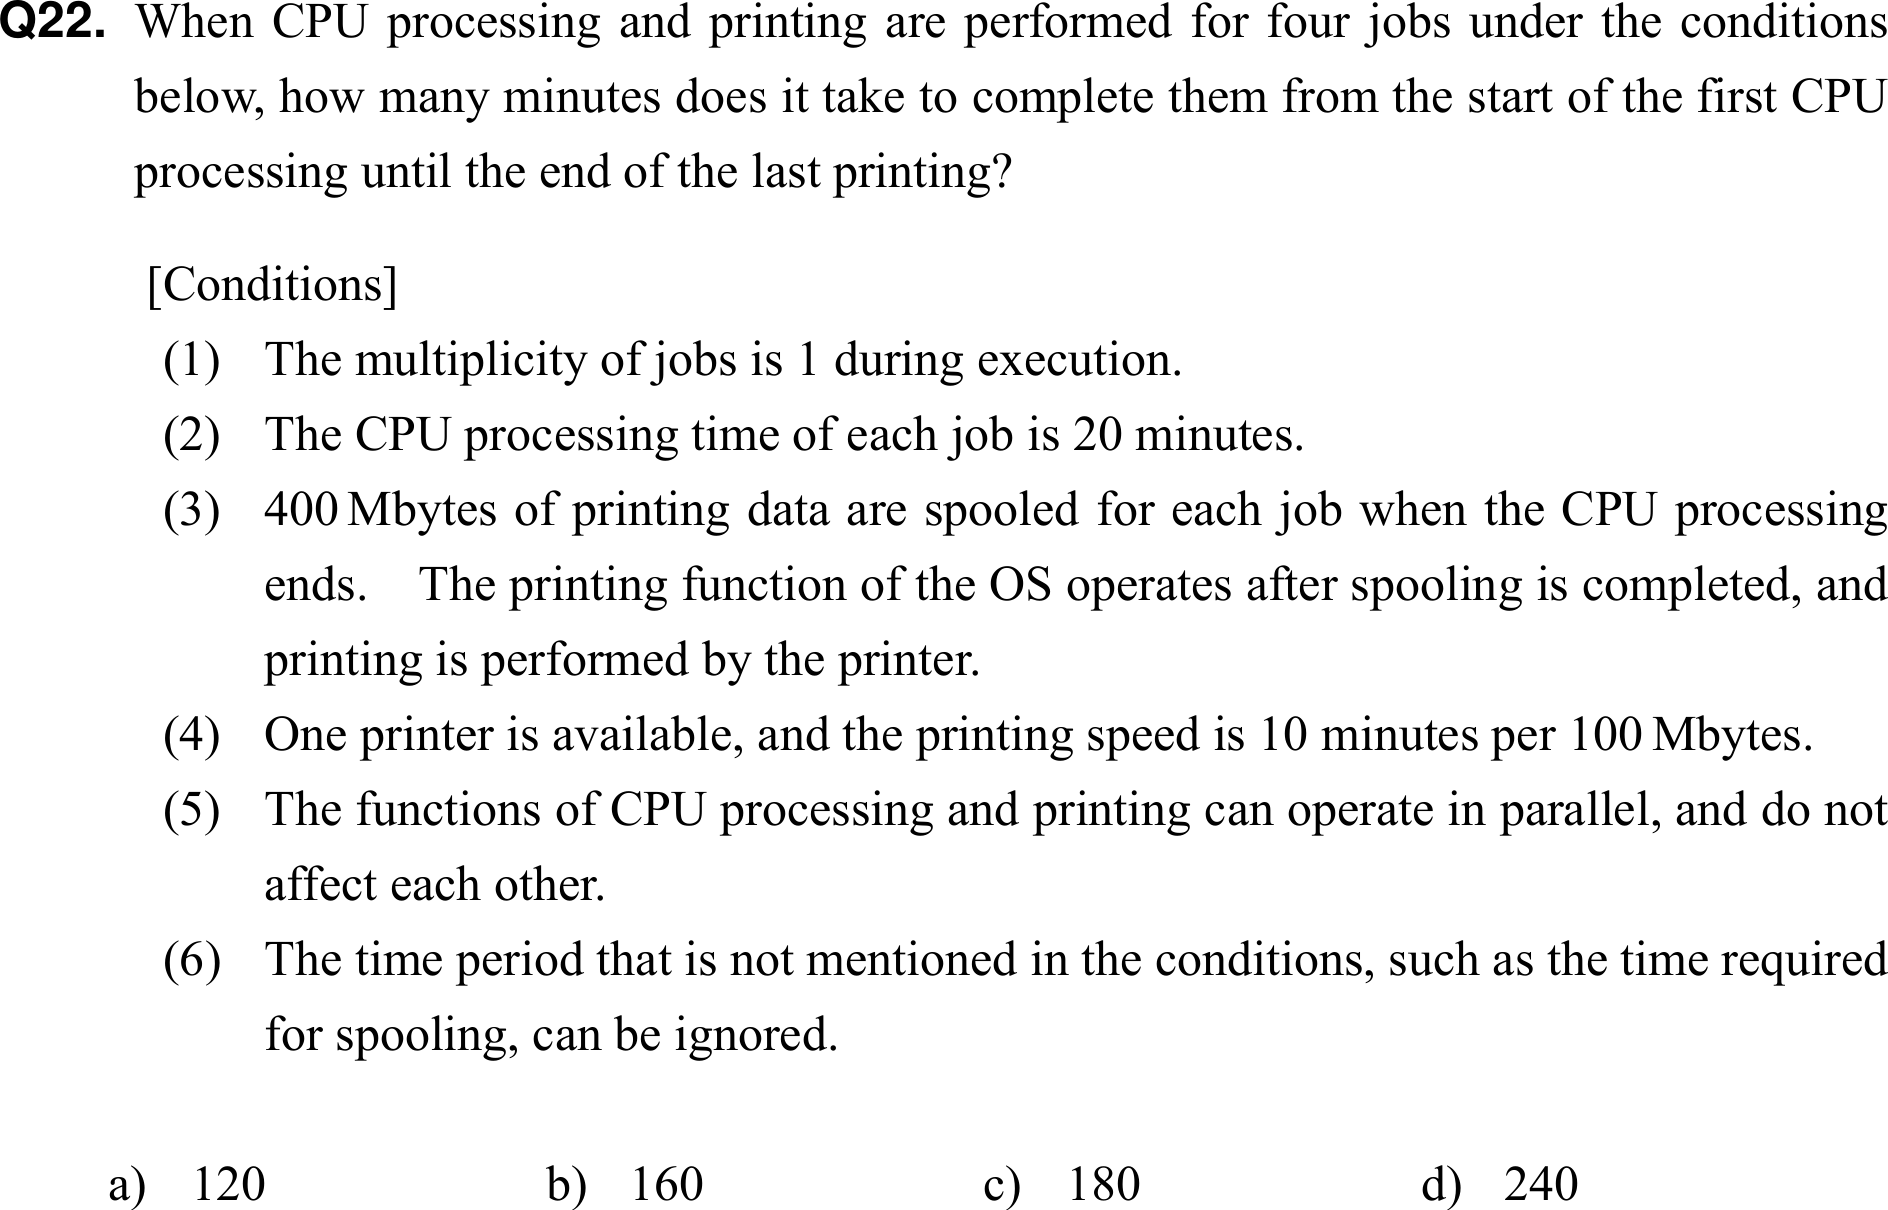 Q22. When CPU processing and printing are performed for four jobs under the conditions
below, how many minutes does it take to complete them from the start of the first CPU
processing until the end of the last printing?
[Conditions]
(1) The multiplicity of jobs is 1 during execution.
(2) The CPU processing time of each job is 20 minutes.
(3) 400 Mbytes of printing data are spooled for each job when the CPU processing
ends. The printing function of the OS operates after spooling is completed, and
printing is performed by the printer.
(4) One printer is available, and the printing speed is 10 minutes per 100 Mbytes.
(5) The functions of CPU processing and printing can operate in parallel, and do not
affect each other.
(6) The time period that is not mentioned in the conditions, such as the time required
for spooling, can be ignored.
a) 120 b) 160 c) 180 d) 240